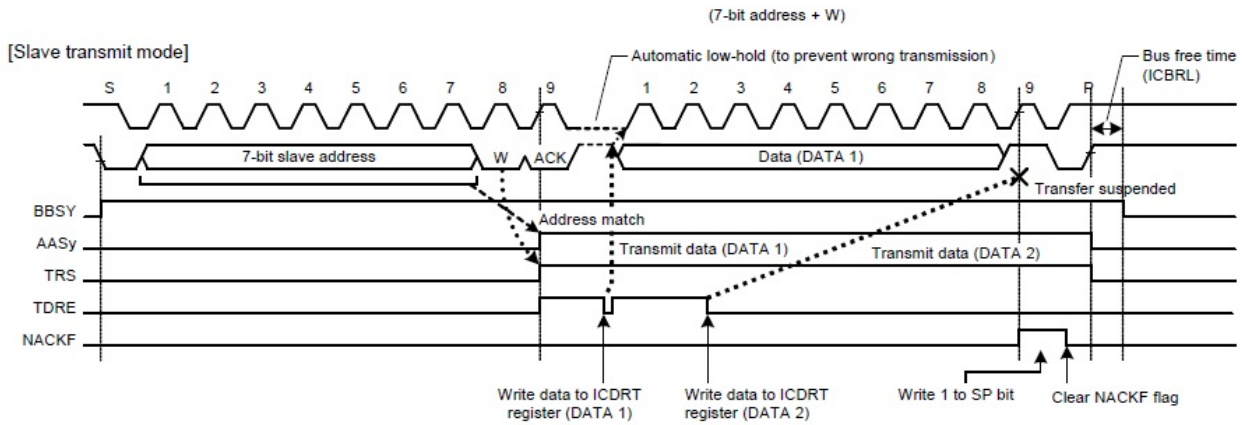 (7-bit address + W)
[Slave transmit mode]
Automatic low-hold (to prevent wrong transmission)
Bus free time
(ICBRL)
S 1 2 3 4 5 6 7 8 9 1 2 3 4 5 6 7 8 9 P
7-bit slave address W ACK Data (DATA 1)
Transfer suspended
BBSY
Address match
AASy
Transmit data (DATA 1) Transmit data (DATA 2)
TRS
TDRE
NACKF
Write data to ICDRT
register (DATA 1)
Write data to ICDRT
register (DATA 2)
Write 1 to SP bit
Clear NACKF flag